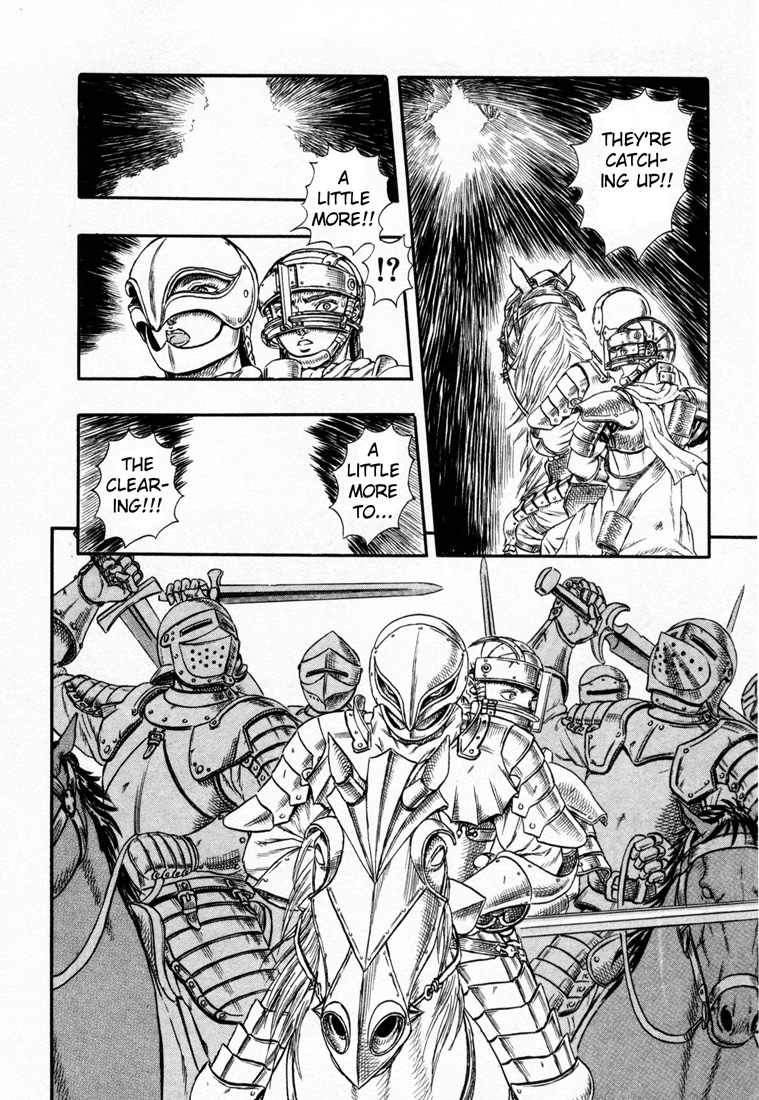 THEY'RE
CATCH-
ING UP!!
A
LITTLE
MORE!!
!?
A
LITTLE
MORE TO...
THE
CLEAR-
ING!!!